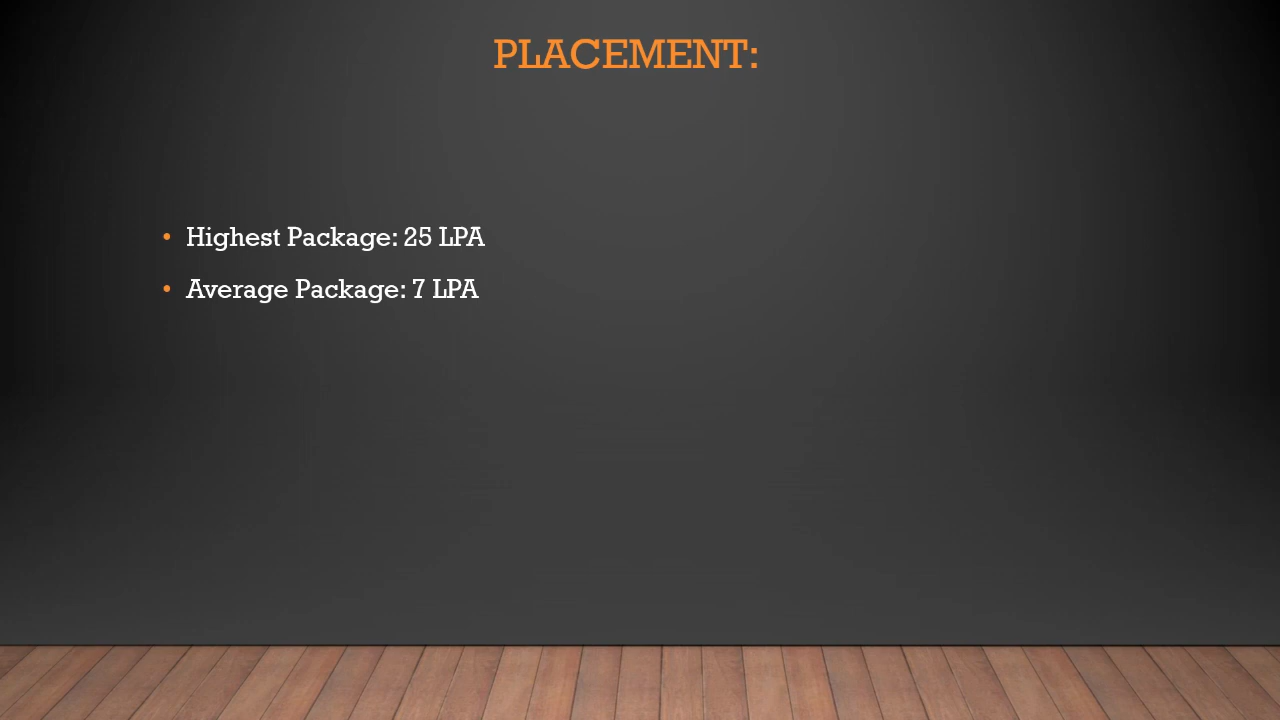 PLACEMENT:
• Highest Package: 25 LPA
• Average Package: 7 LPA